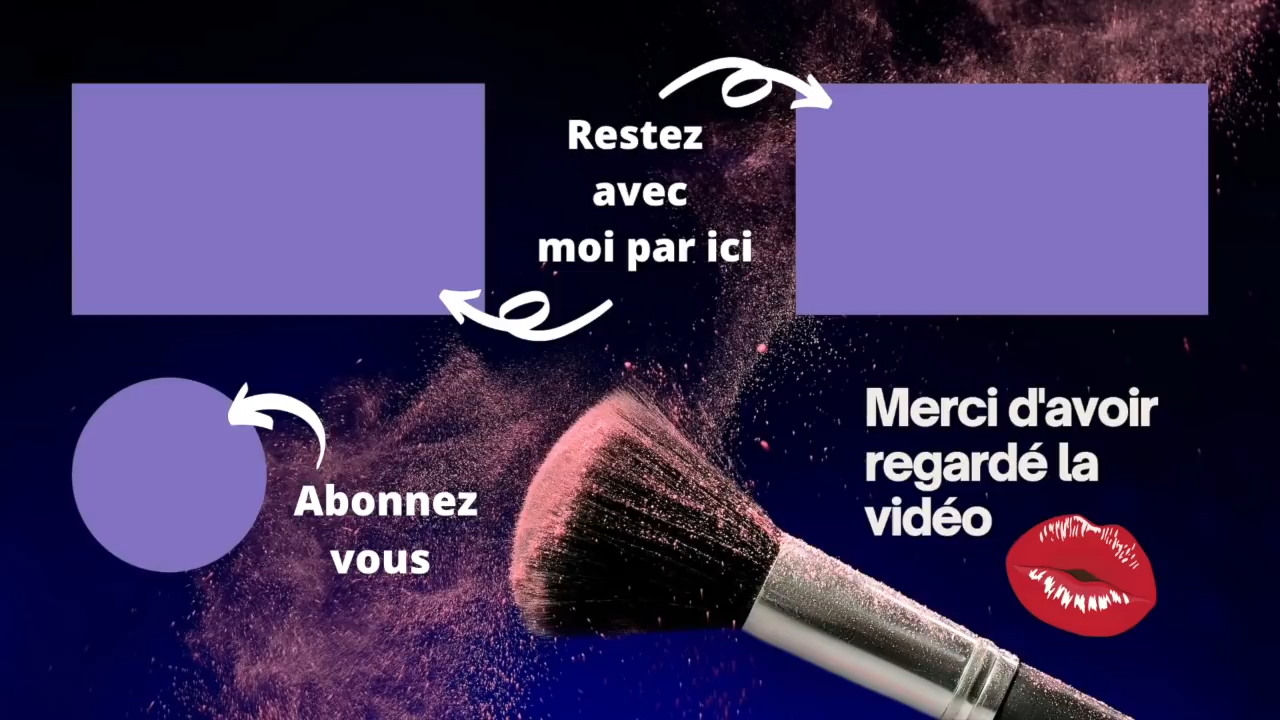 Restez
avec
moi par ici
Merci d'avoir
regardé la
vidéo
Abonnez
vous